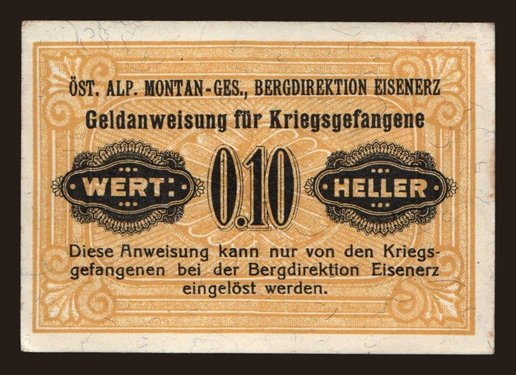 ÖST. ALP. MONTAN-GES., BERGDIREKTION EISENERZ
Geldanweisung für Kriegsgefangene
WERT: 0.10 HELLER
Diese Anweisung kann nur von den Kriegs-
gefangenen bei der Bergdirektion Eisenerz
eingelöst werden.